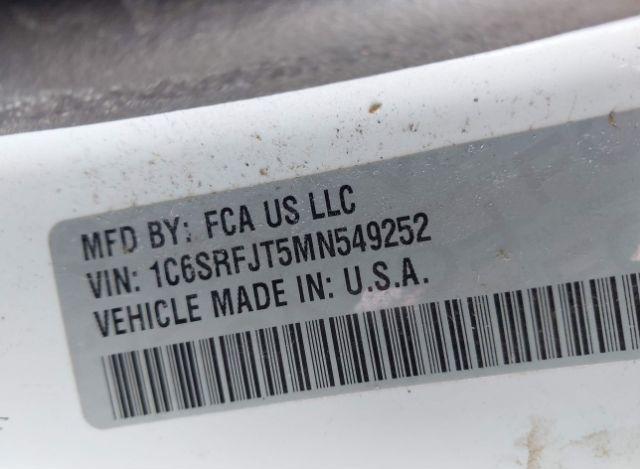 MFD BY: FCA US LLC
VIN: 1C6SRFJT5MN549252
VEHICLE MADE IN: U.S.A.